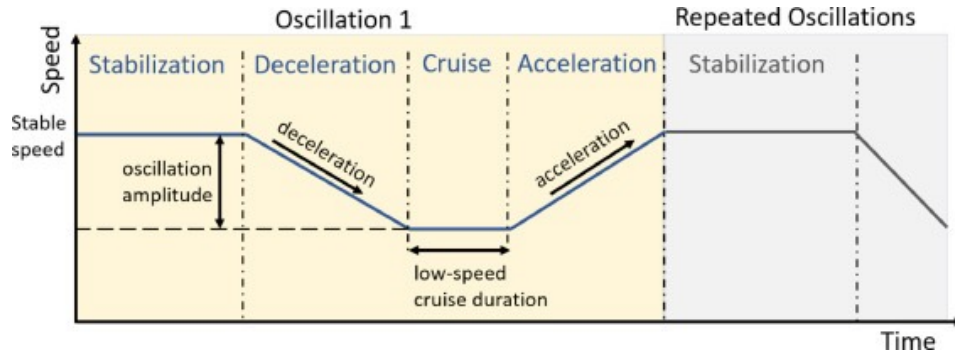 Oscillation 1
Repeated Oscillations
Speed
Stabilization
Deceleration
Cruise
Acceleration
Stabilization
Stable
speed
deceleration
acceleration
oscillation
amplitude
low-speed
cruise duration
Time